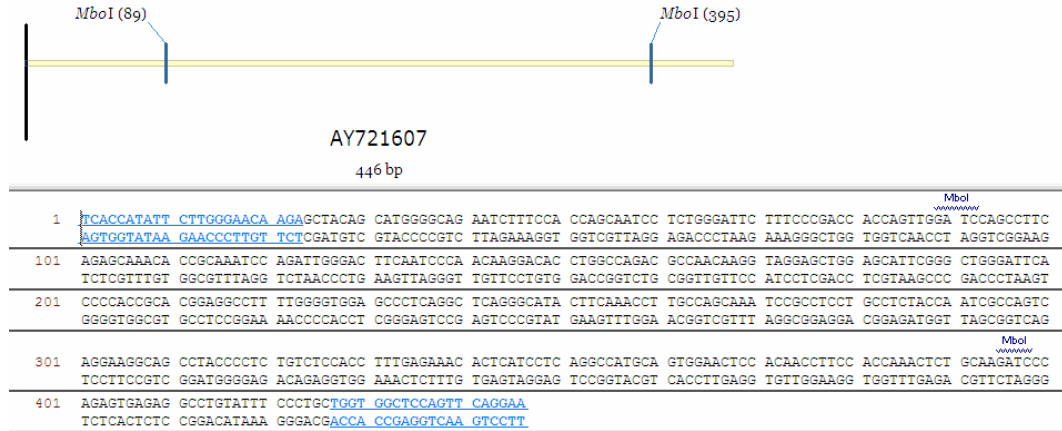 MboI (89) MboI (395)
AY721607
446 bp
MboI
1 TCACCATATT CTTGGGAACA AGAGCTACAG CATGGGGCAG AATCTTTCCA CCAGCAATCC TCTGGGATTC TTTCCCGACC ACCAGTTGGA TCCAGCCTTC
AGTGGTATAA GAACCCTTGT TCTCGATGTC GTACCCCGTC TTAGAAAGGT GGTCGTTAGG AGACCCTAAG AAAGGGCTGG TGGTCAACCT AGGTCGGAAG
101 AGAGCAAACA CCGCAAATCC AGATTGGGAC TTCAATCCCA ACAAGGACAC CTGGCCAGAC GCCAACAAGG TAGGAGCTGG AGCATTCGGG CTGGGATTCA
TCTCGTTTGT GGCGTTTAGG TCTAACCCTG AAGTTAGGGT TGTTCCTGTG GACCGGTCTG CGGTTGTTCC ATCCTCGACC TCGTAAGCCC GACCCTAAGT
201 CCCCACCGCA CGGAGGCCTT TTGGGGTGGA GCCCTCAGGC TCAGGGCATA CTTCAAACCT TGCCAGCAAA TCCGCCTCCT GCCTCTACCA ATCGCCAGTC
GGGGTGGCGT GCCTCCGGAA AACCCCACCT CGGGAGTCCG AGTCCCGTAT GAAGTTTGGA ACGGTCGTTT AGGCGGAGGA CGGAGATGGT TAGCGGTCAG
MboI
301 AGGAAGGCAG CCTACCCCTC TGTCTCCACC TTTGAGAAAC ACTCATCCTC AGGCCATGCA GTGGAACTCC ACAACCTTCC ACCAAACTCT GCAAGATCCC
TCCTTCCGTC GGATGGGGAG ACAGAGGTGG AAACTCTTTG TGAGTAGGAG TCCGGTACGT CACCTTGAGG TGTTGGAAGG TGGTTTGAGA CGTTCTAGGG
401 AGAGTGAGAG GCCTGTATTT CCCTGCTGGT GGCTCCAGTT CAGGAA
TCTCACTCTC CGGACATAAA GGGACGACCA CCGAGGTCAA GTCCTT